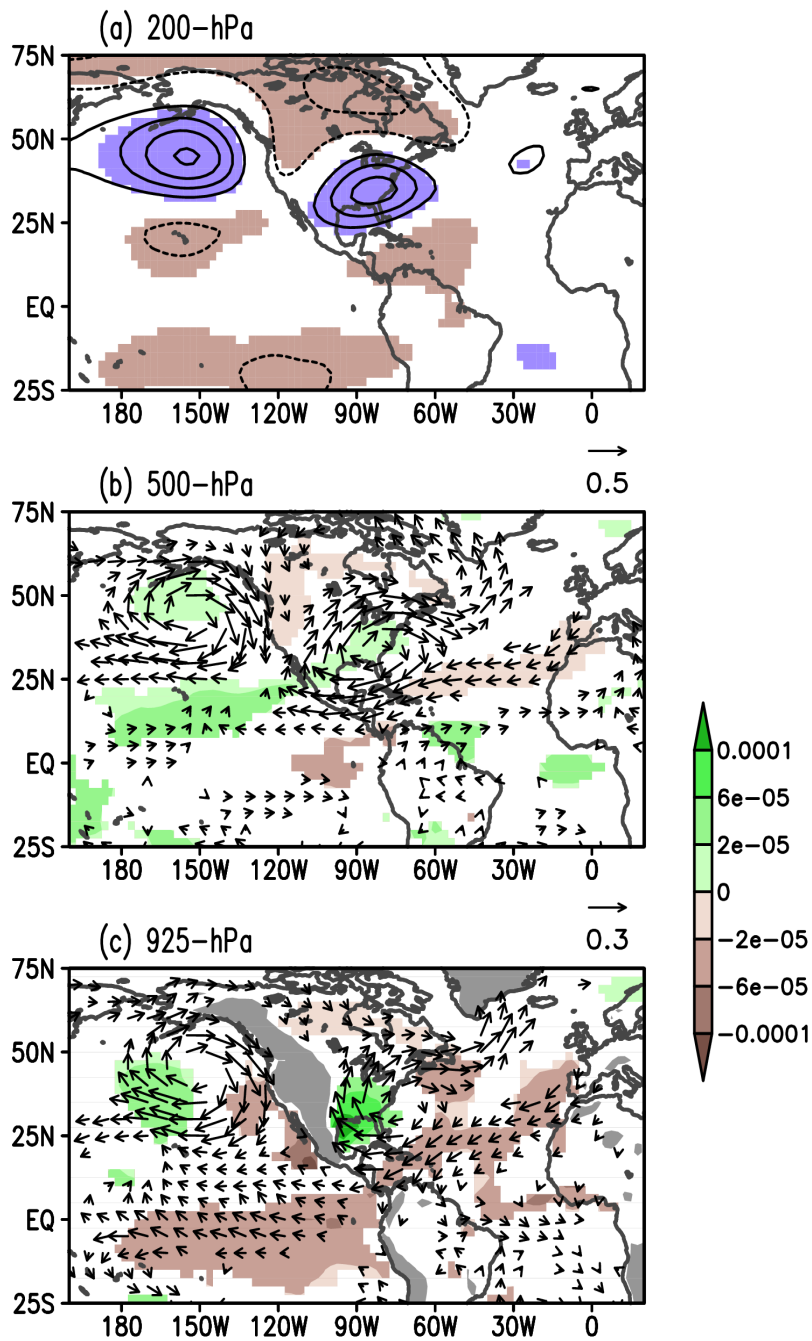 (a) 200-hPa
75N
50N
25N
EQ
25S
180 150W 120W 90W 60W 30W 0
(b) 500-hPa
0.5
75N
50N
25N
EQ
25S
180 150W 120W 90W 60W 30W 0
(c) 925-hPa
0.3
75N
50N
25N
EQ
25S
180 150W 120W 90W 60W 30W 0
0.0001
6e-05
2e-05
0
-2e-05
-6e-05
-0.0001